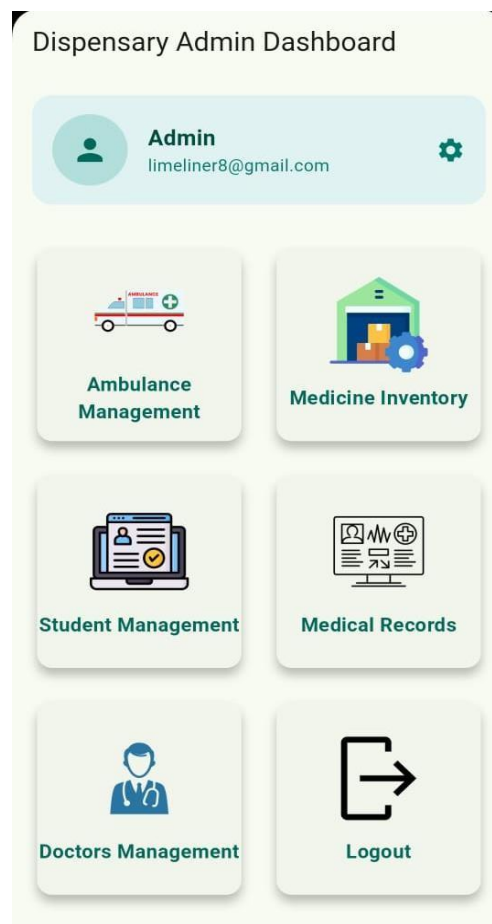 Dispensary Admin Dashboard
Admin
limeliner8@gmail.com
AMBULANCE
Ambulance
Management
Medicine Inventory
Student Management
Medical Records
Doctors Management
Logout